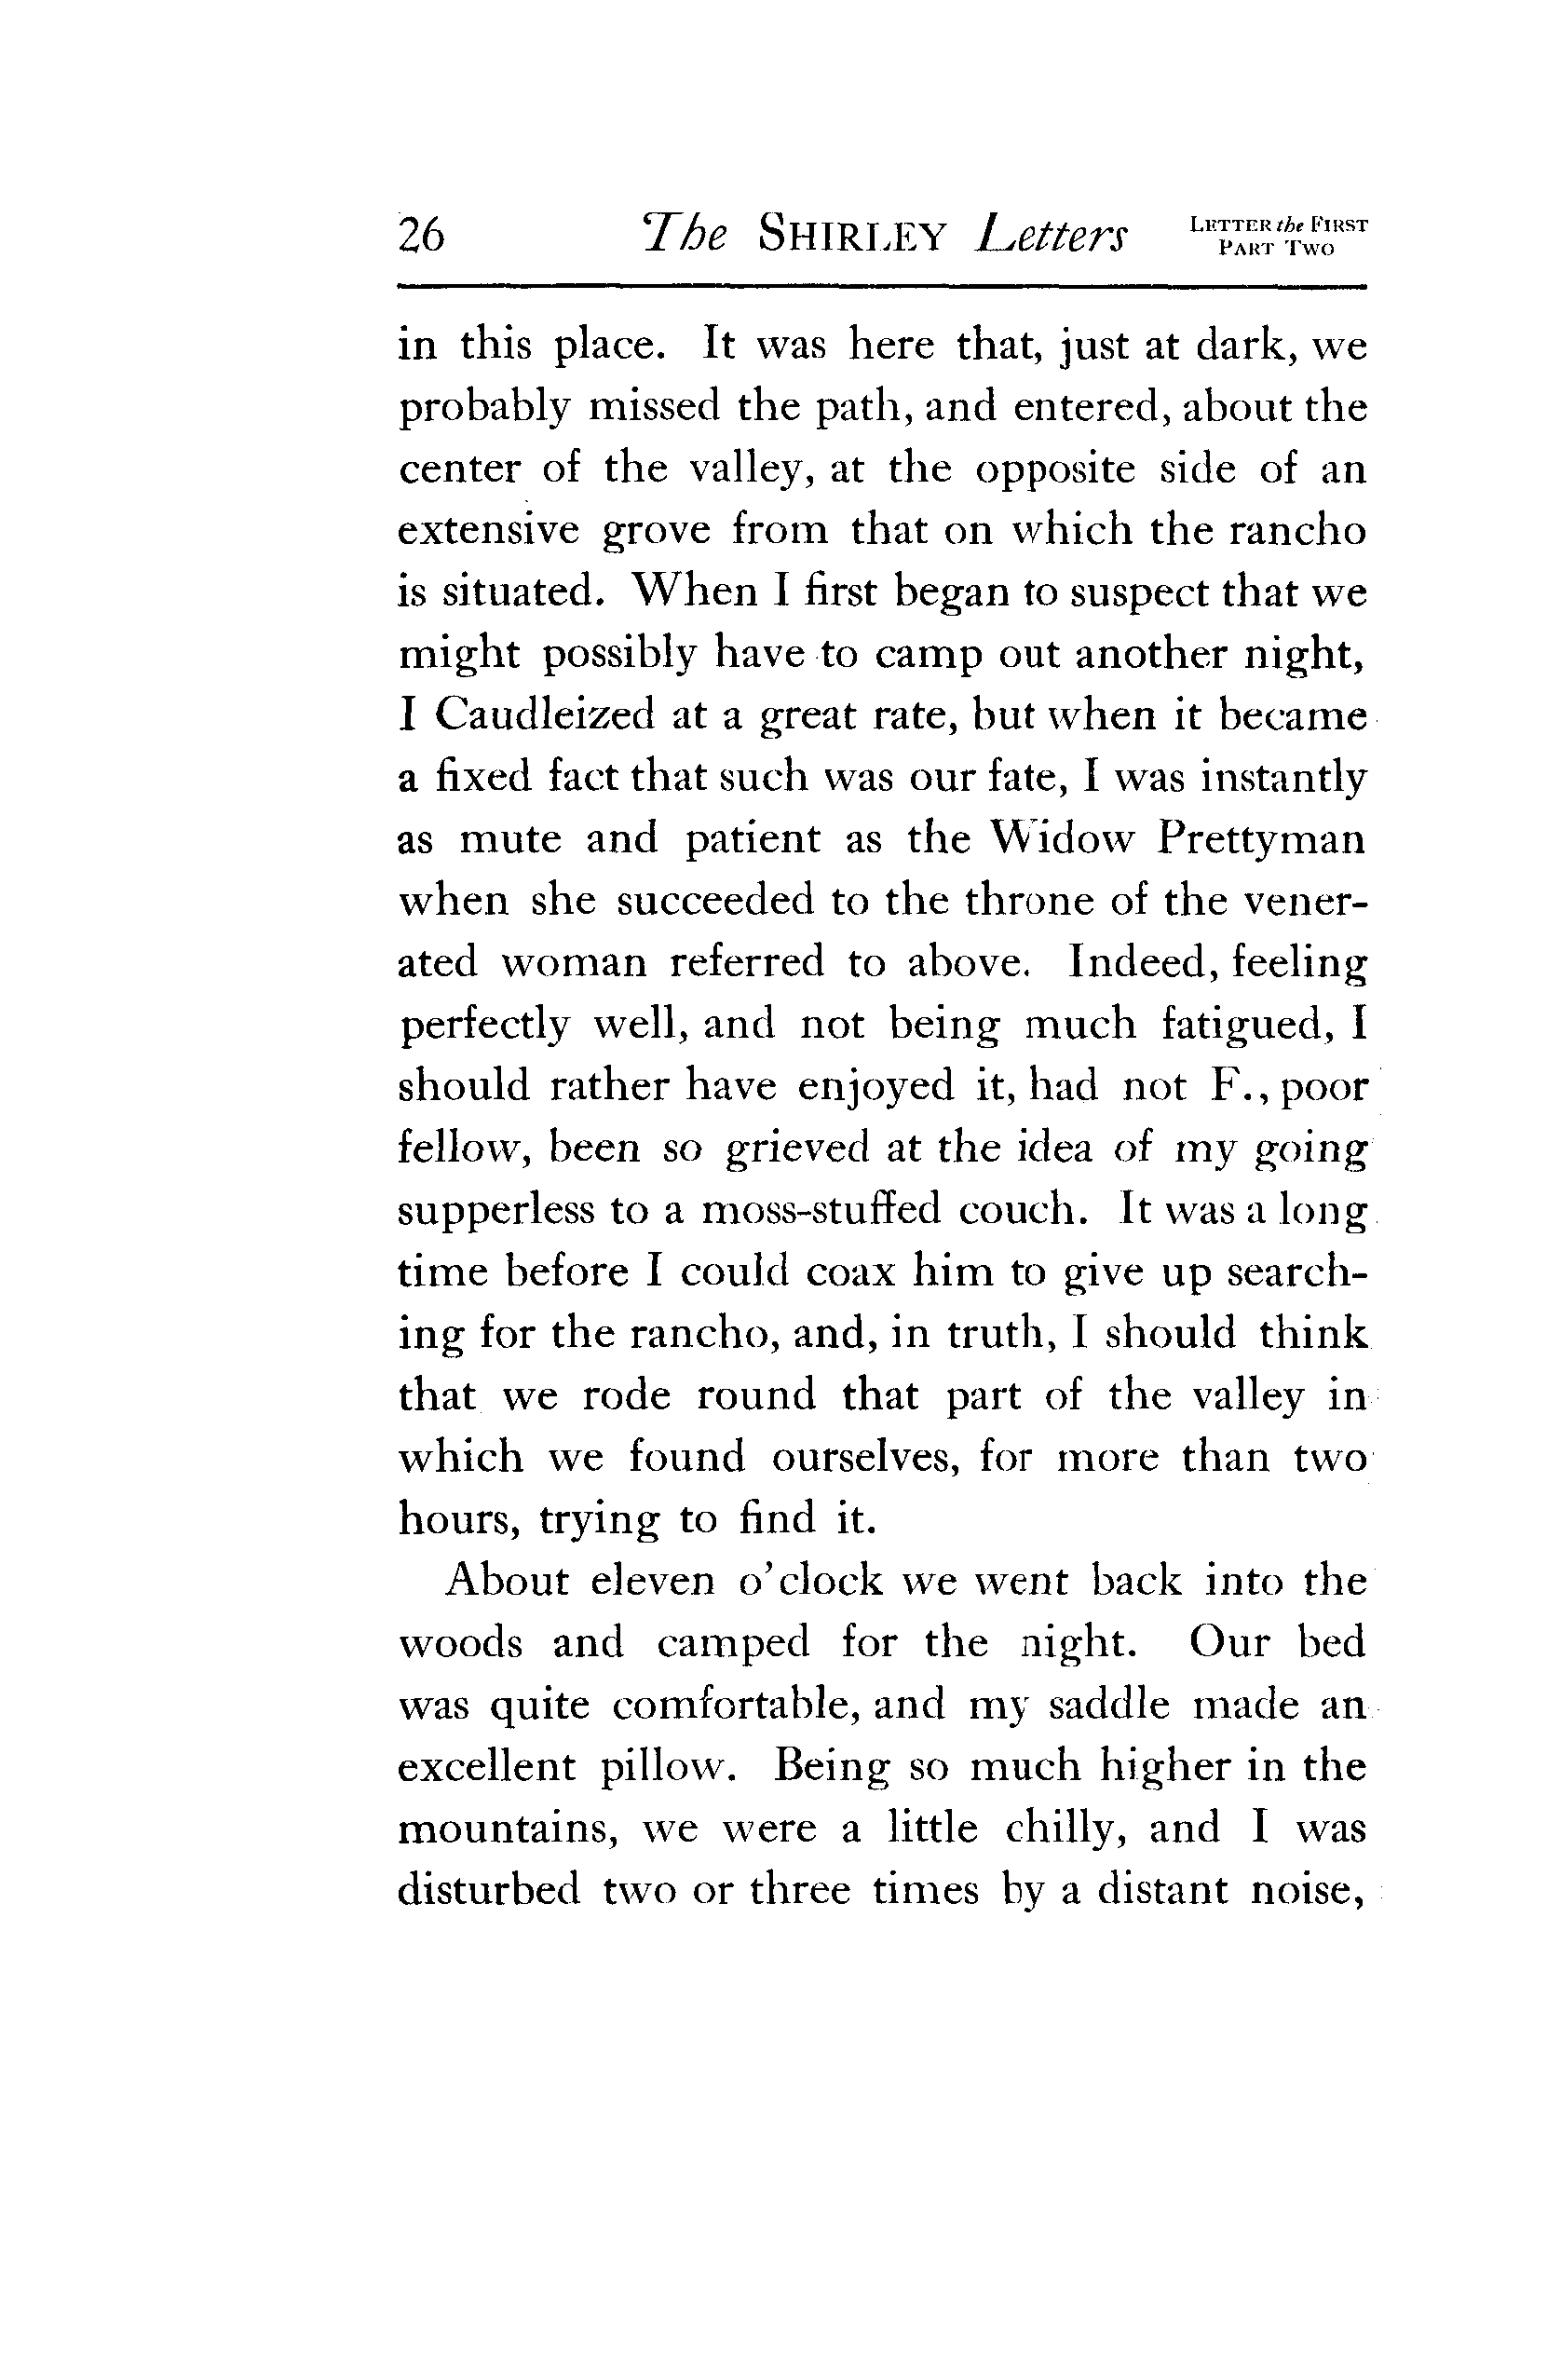 26 The SHIRLEY Letters LETTER the FIRST
PART TWO
in this place. It was here that, just at dark, we
probably missed the path, and entered, about the
center of the valley, at the opposite side of an
extensive grove from that on which the rancho
is situated. When I first began to suspect that we
might possibly have to camp out another night,
I Caudleized at a great rate, but when it became
a fixed fact that such was our fate, I was instantly
as mute and patient as the Widow Prettyman
when she succeeded to the throne of the vener-
ated woman referred to above. Indeed, feeling
perfectly well, and not being much fatigued, I
should rather have enjoyed it, had not F., poor
fellow, been so grieved at the idea of my going
supperless to a moss-stuffed couch. It was a long
time before I could coax him to give up search-
ing for the rancho, and, in truth, I should think
that we rode round that part of the valley in
which we found ourselves, for more than two
hours, trying to find it.
About eleven o'clock we went back into the
woods and camped for the night. Our bed
was quite comfortable, and my saddle made an
excellent pillow. Being so much higher in the
mountains, we were a little chilly, and I was
disturbed two or three times by a distant noise,